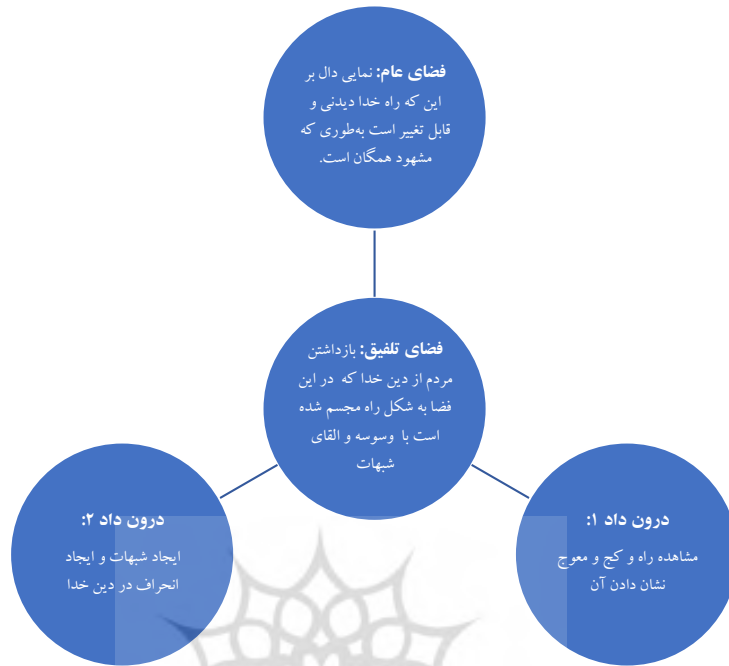 فضای عام: نمایی دال بر
این که راه خدا دیدنی و
قابل تغییر است به‌طوری که
مشهود همگان است.
فضای تلفیق: بازداشتن
مردم از دین خدا که در این
فضا به شکل راه مجسم شده
است با وسوسه و القای
شبهات
درون داد ۱:
مشاهده راه و کج و معوج
نشان دادن آن
درون داد ۲:
ایجاد شبهات و ایجاد
انحراف در دین خدا